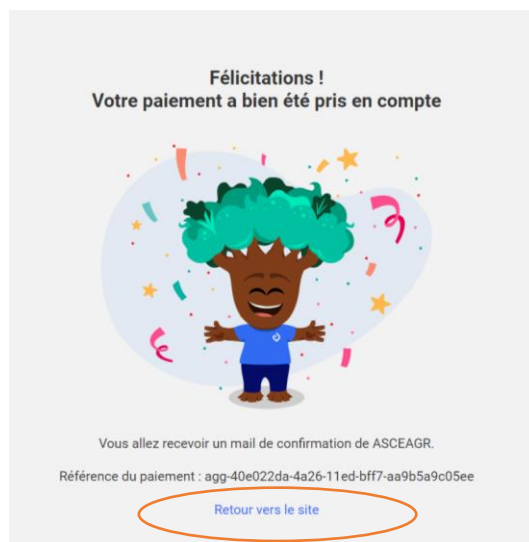 Félicitations !
Votre paiement a bien été pris en compte
Vous allez recevoir un mail de confirmation de ASCEAGR.
Référence du paiement : agg-40e022da-4a26-11ed-bff7-aa9b5a9c05ee
Retour vers le site